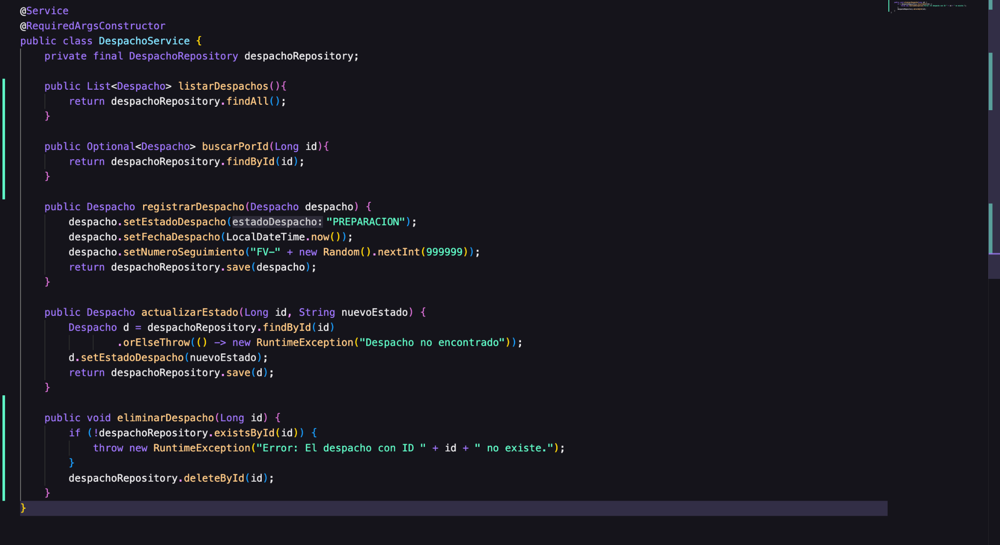 @Service
@RequiredArgsConstructor
public class DespachoService {
    private final DespachoRepository despachoRepository;

    public List<Despacho> listarDespachos(){
        return despachoRepository.findAll();
    }

    public Optional<Despacho> buscarPorId(Long id){
        return despachoRepository.findById(id);
    }

    public Despacho registrarDespacho(Despacho despacho) {
        despacho.setEstadoDespacho(estadoDespacho: "PREPARACION");
        despacho.setFechaDespacho(LocalDateTime.now());
        despacho.setNumeroSeguimiento("FV-" + new Random().nextInt(999999));
        return despachoRepository.save(despacho);
    }

    public Despacho actualizarEstado(Long id, String nuevoEstado) {
        Despacho d = despachoRepository.findById(id)
                .orElseThrow(() -> new RuntimeException("Despacho no encontrado"));
        d.setEstadoDespacho(nuevoEstado);
        return despachoRepository.save(d);
    }

    public void eliminarDespacho(Long id) {
        if (!despachoRepository.existsById(id)) {
            throw new RuntimeException("Error: El despacho con ID " + id + " no existe.");
        }
        despachoRepository.deleteById(id);
    }
}